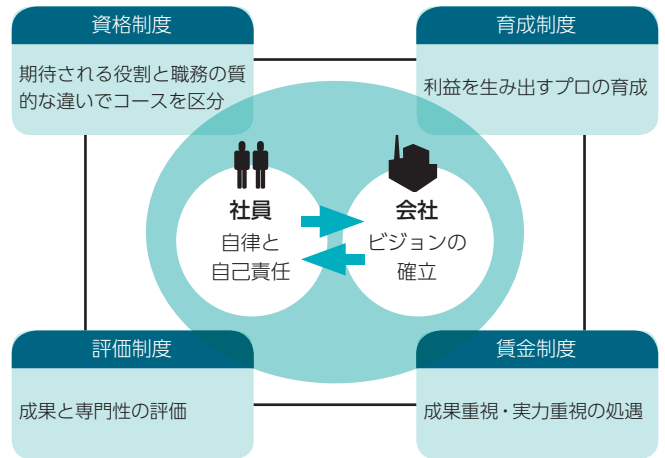 資格制度
期待される役割と職務の質
的な違いでコースを区分
育成制度
利益を生み出すプロの育成
社員
自律と
自己責任
会社
ビジョンの
確立
評価制度
成果と専門性の評価
賃金制度
成果重視・実力重視の処遇